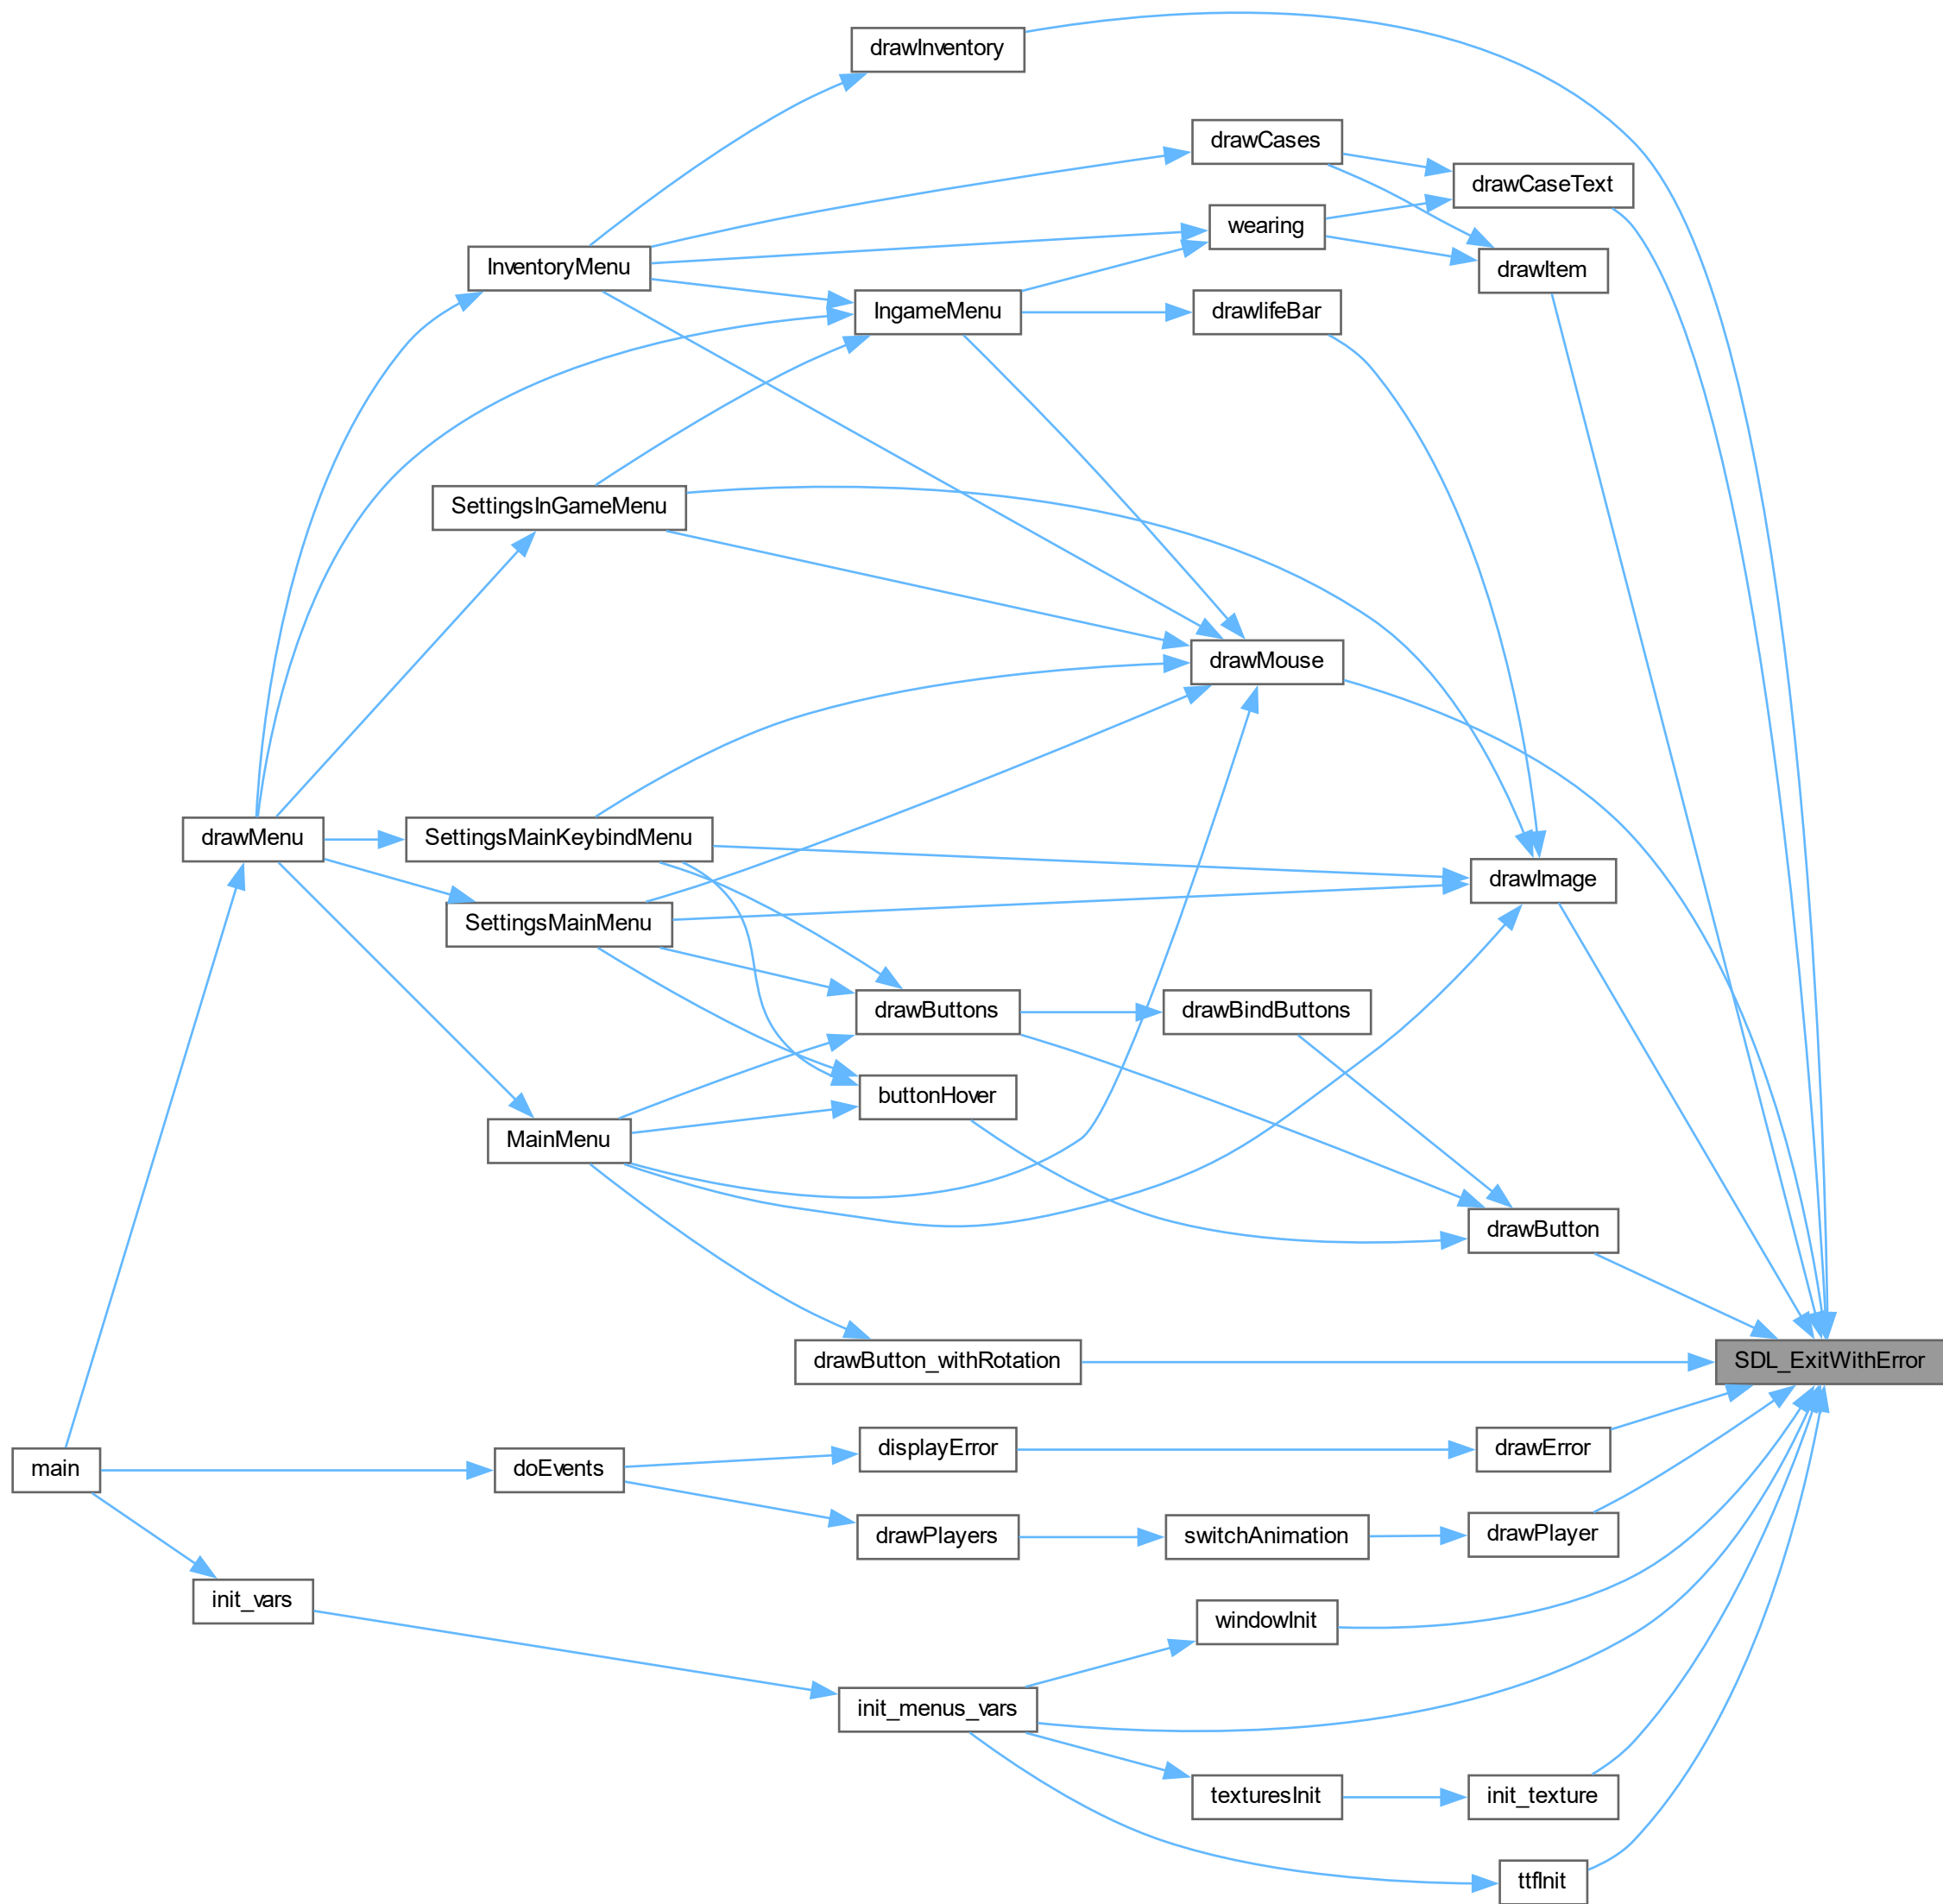 drawInventory
drawCases
drawCaseText
wearing
drawItem
InventoryMenu
IngameMenu
drawlifeBar
SettingsInGameMenu
drawMouse
drawMenu
SettingsMainKeybindMenu
drawImage
SettingsMainMenu
drawButtons
drawBindButtons
buttonHover
MainMenu
drawButton
drawButton_withRotation
SDL_ExitWithError
main
doEvents
displayError
drawError
drawPlayers
switchAnimation
drawPlayer
init_vars
windowInit
init_menus_vars
texturesInit
init_texture
ttfInit